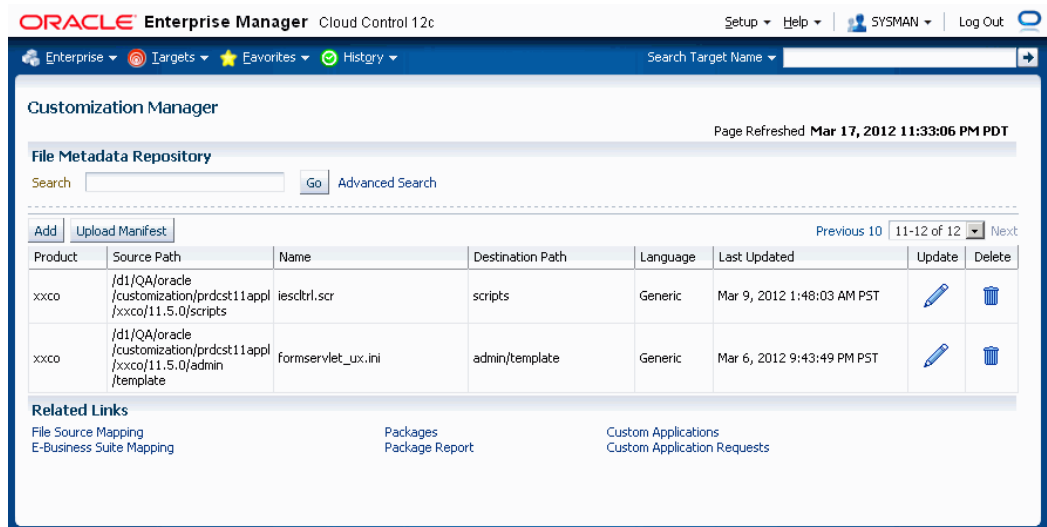 ORACLE Enterprise Manager Cloud Control 12c
Setup Help SYSMAN Log Out
Enterprise Targets Favorites History Search Target Name
Customization Manager
Page Refreshed Mar 17, 2012 11:33:06 PM PDT
File Metadata Repository
Search Go Advanced Search
Add Upload Manifest Previous 10 11-12 of 12 Next
Product Source Path Name Destination Path Language Last Updated Update Delete
/d1/QA/oracle
/customization/prdcst11appl
/xxco/11.5.0/scripts
xxco iescltrl.scr scripts Generic Mar 9, 2012 1:48:03 AM PST
/d1/QA/oracle
/customization/prdcst11appl
/xxco/11.5.0/admin
/template
xxco formservlet_ux.ini admin/template Generic Mar 6, 2012 9:43:49 PM PST
Related Links
File Source Mapping Packages Custom Applications
E-Business Suite Mapping Package Report Custom Application Requests